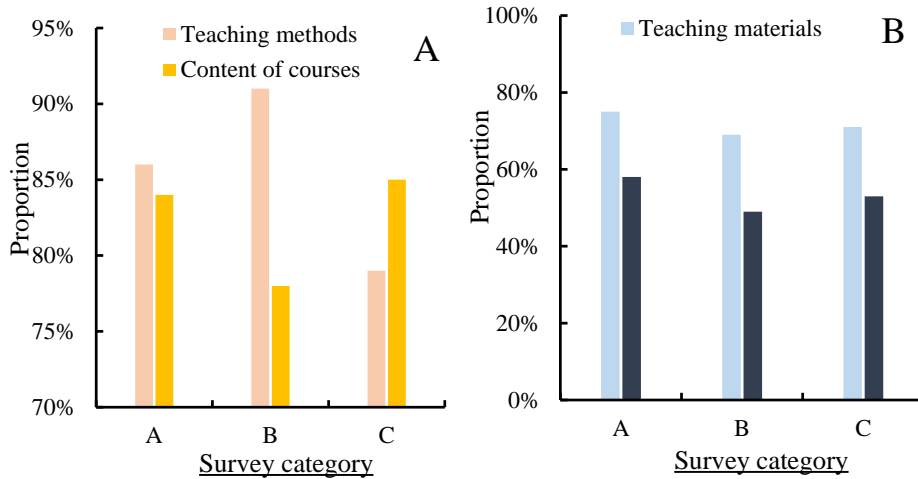 95%
90%
85%
80%
75%
70%
Proportion
Teaching methods
Content of courses
A
A
B
C
Survey category
100%
80%
60%
40%
20%
0%
Proportion
Teaching materials
B
A
B
C
Survey category